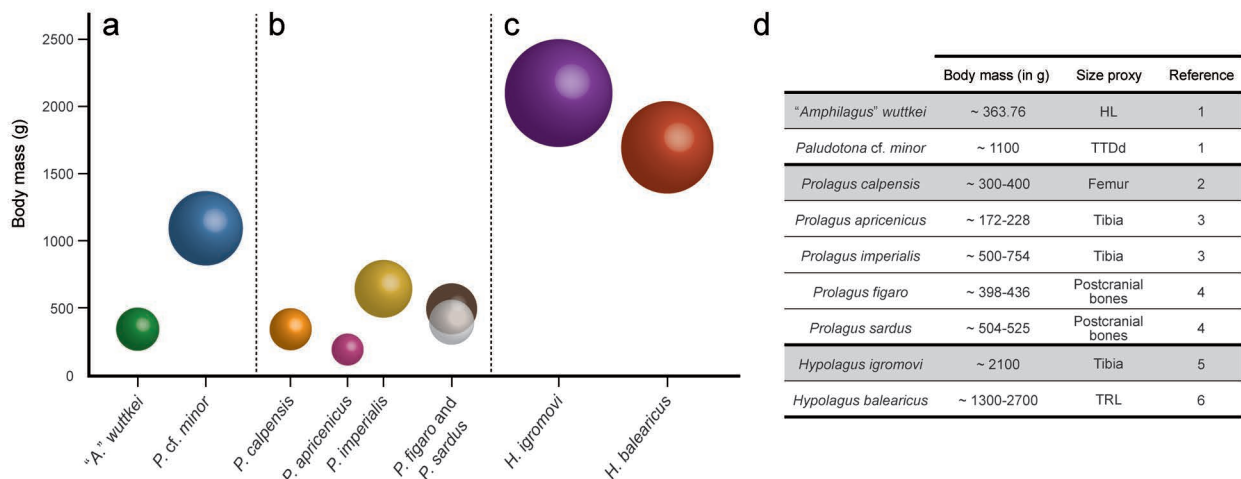 a
b
c
d
Body mass (g)
2500
2000
1500
1000
500
0
"A." wuttkei
P. cf. minor
P. calpensis
P. apricenicus
P. imperialis
P. figaro and
P. sardus
H. igromovi
H. balearicus
Body mass (in g) Size proxy Reference
"Amphilagus" wuttkei ~ 363.76 HL 1
Paludotona cf. minor ~ 1100 TTDd 1
Prolagus calpensis ~ 300-400 Femur 2
Prolagus apricenicus ~ 172-228 Tibia 3
Prolagus imperialis ~ 500-754 Tibia 3
Prolagus figaro ~ 398-436 Postcranial bones 4
Prolagus sardus ~ 504-525 Postcranial bones 4
Hypolagus igromovi ~ 2100 Tibia 5
Hypolagus balearicus ~ 1300-2700 TRL 6